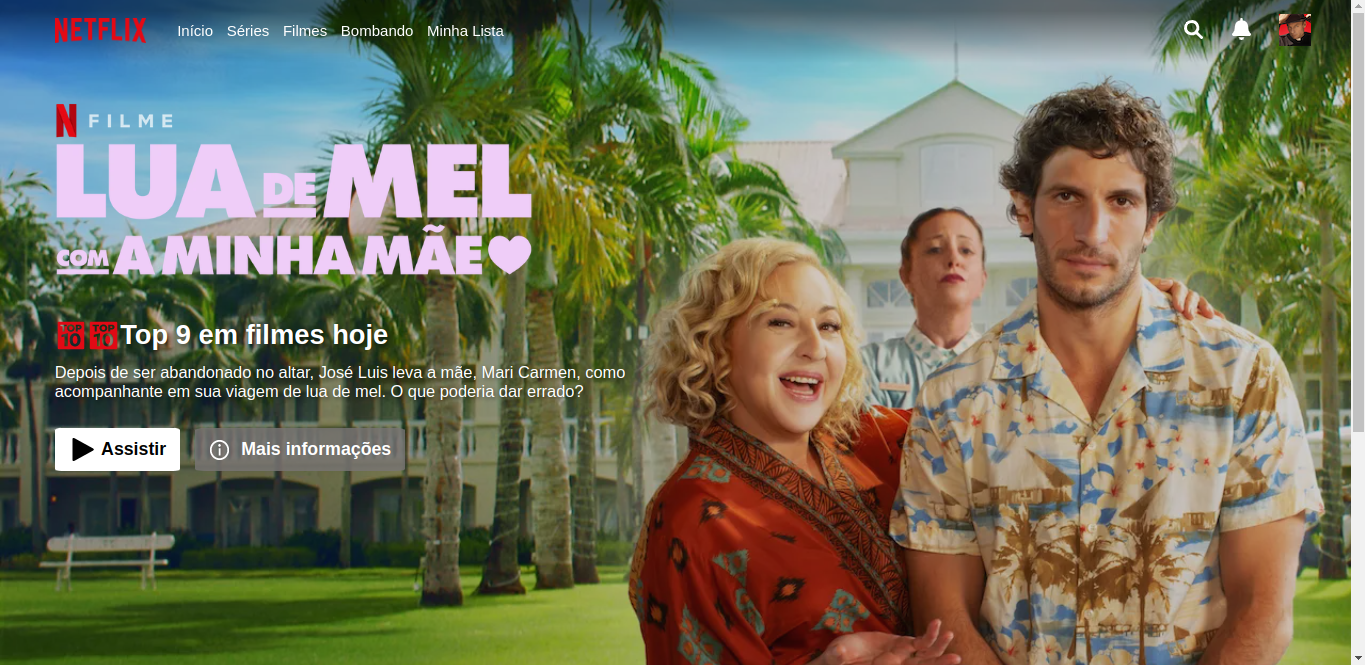 NETFLIX Início Séries Filmes Bombando Minha Lista
N FILME
LUA DE MEL
COM A MINHA MÃE
TOP 10 TOP 10 Top 9 em filmes hoje
Depois de ser abandonado no altar, José Luis leva a mãe, Mari Carmen, como
acompanhante em sua viagem de lua de mel. O que poderia dar errado?
Assistir Mais informações